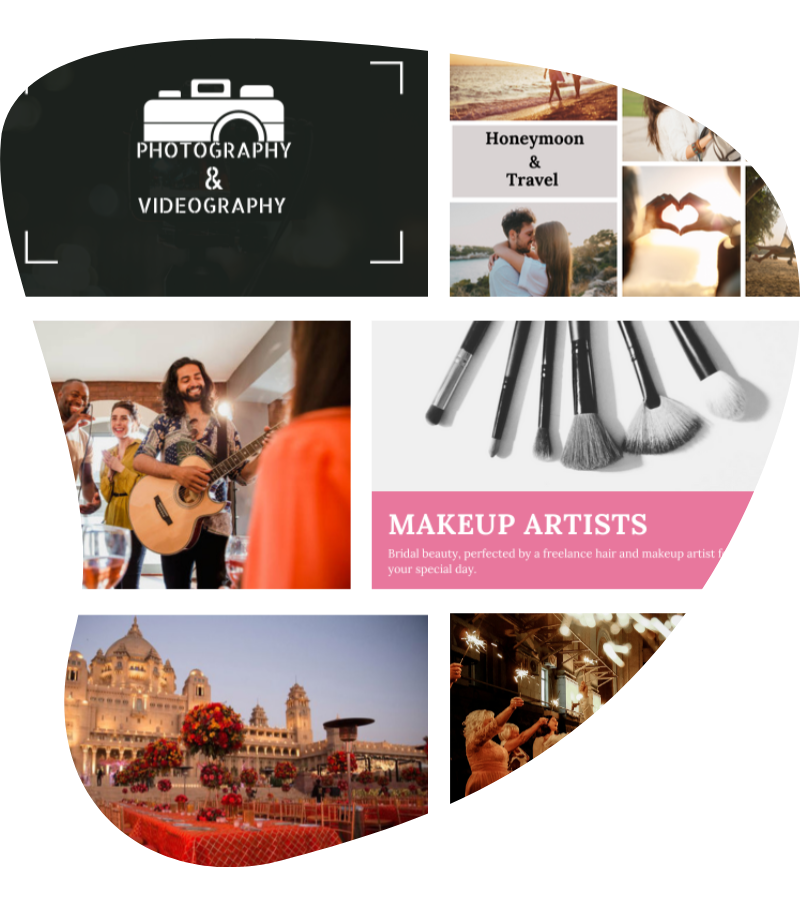 PHOTOGRAPHY
&
VIDEOGRAPHY
Honeymoon
&
Travel
MAKEUP ARTISTS
Bridal beauty, perfected by a freelance hair and makeup artist
your special day.